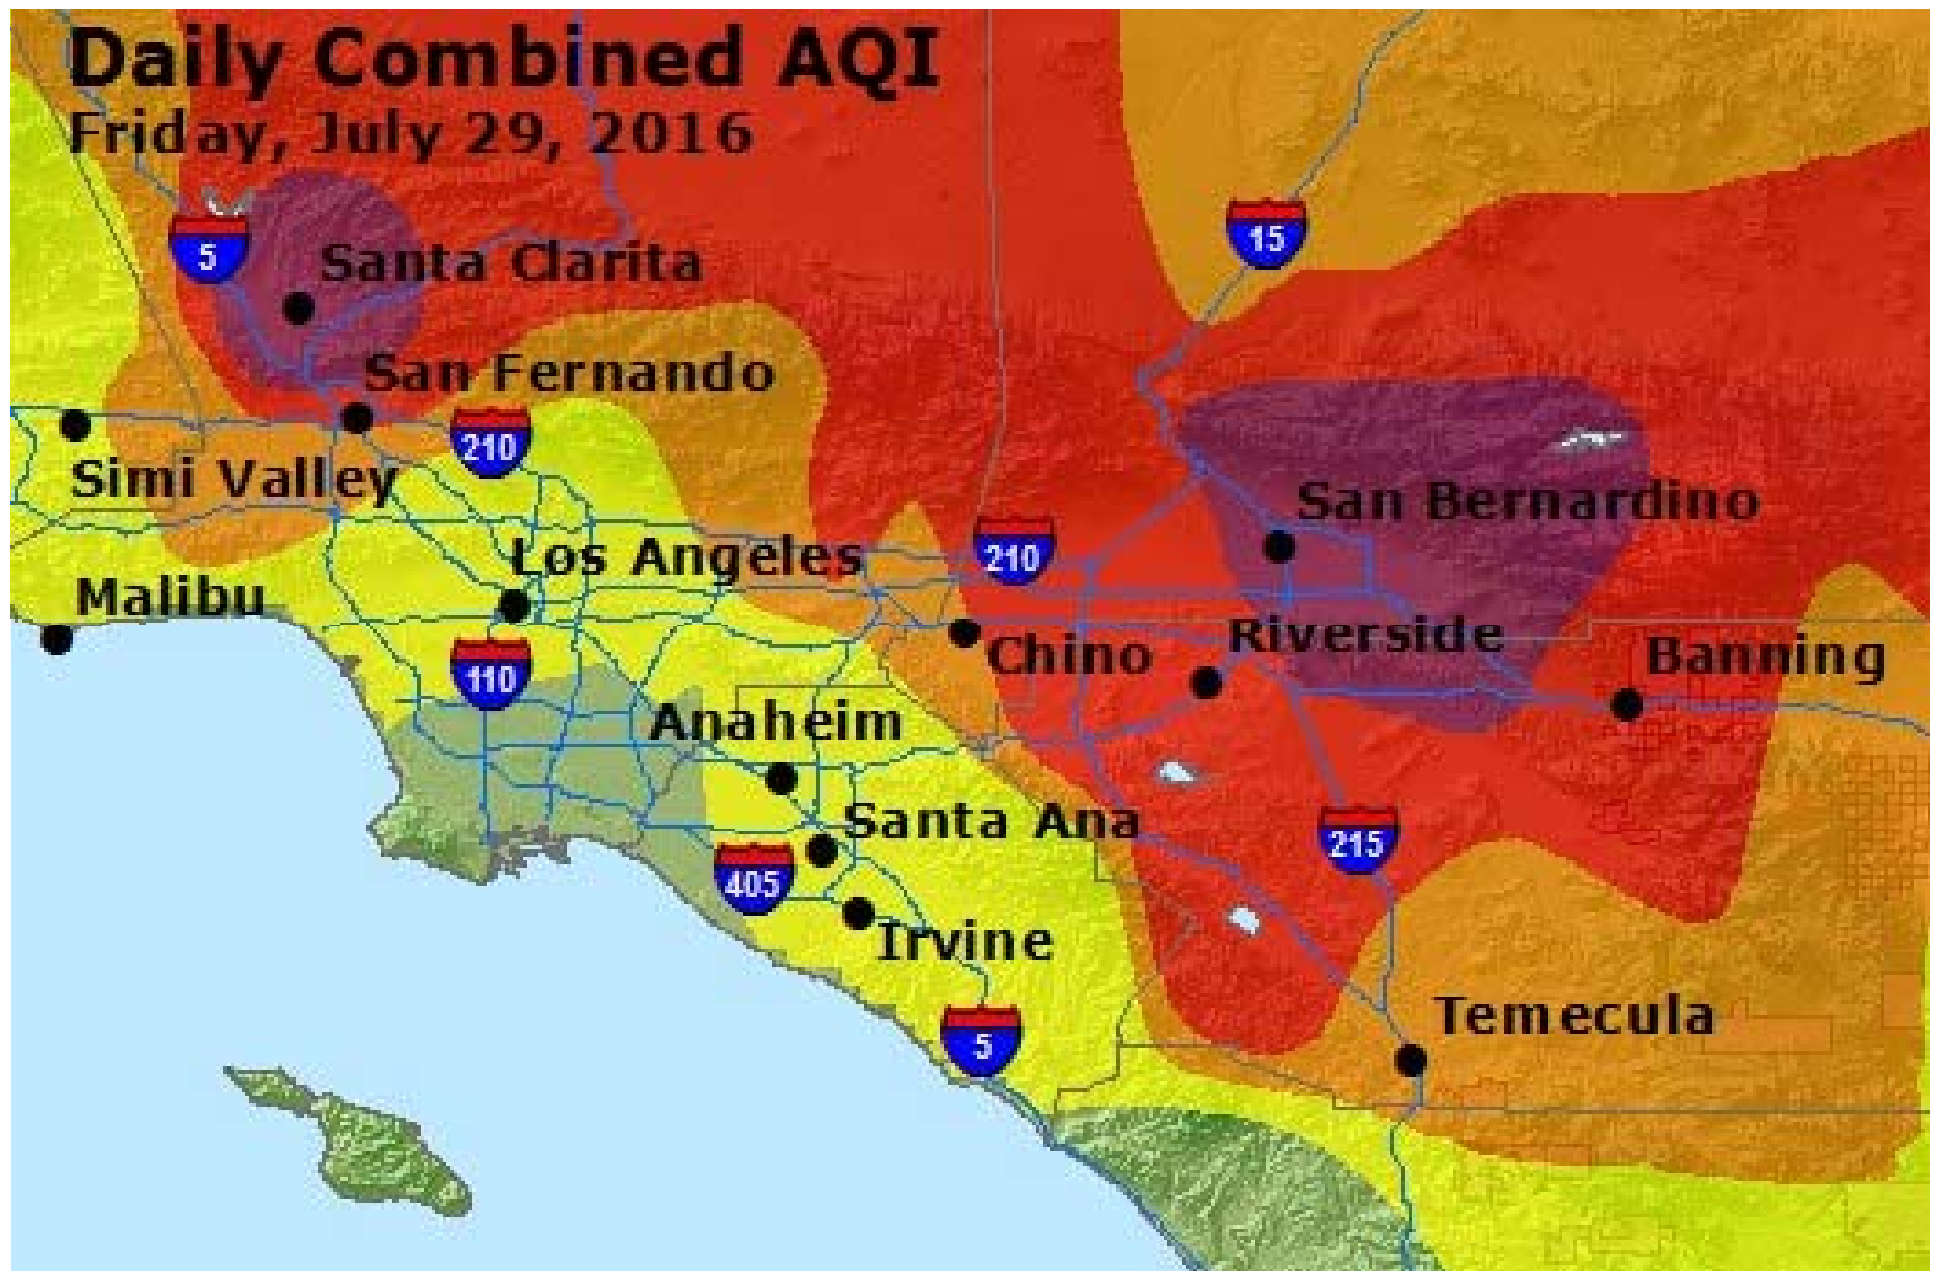 Daily Combined AQI
Friday, July 29, 2016
15
5
Santa Clarita
San Fernando
210
Simi Valley
San Bernardino
210
Los Angeles
Malibu
Chino
Riverside
Banning
110
Anaheim
Santa Ana
215
405
Irvine
Temecula
5